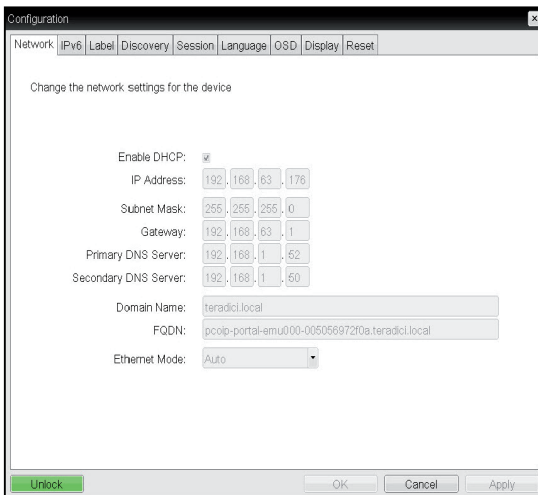 Configuration
Network IPv6 Label Discovery Session Language OSD Display Reset
Change the network settings for the device
Enable DHCP:
IP Address: 192 . 168 . 63 . 176
Subnet Mask: 255 . 255 . 255 . 0
Gateway: 192 . 168 . 63 . 1
Primary DNS Server: 192 . 168 . 1 . 52
Secondary DNS Server: 192 . 168 . 1 . 50
Domain Name: teradici.local
FQDN: pcoip-portal-emu000-005056972f0a.teradici.local
Ethernet Mode: Auto
Unlock OK Cancel Apply